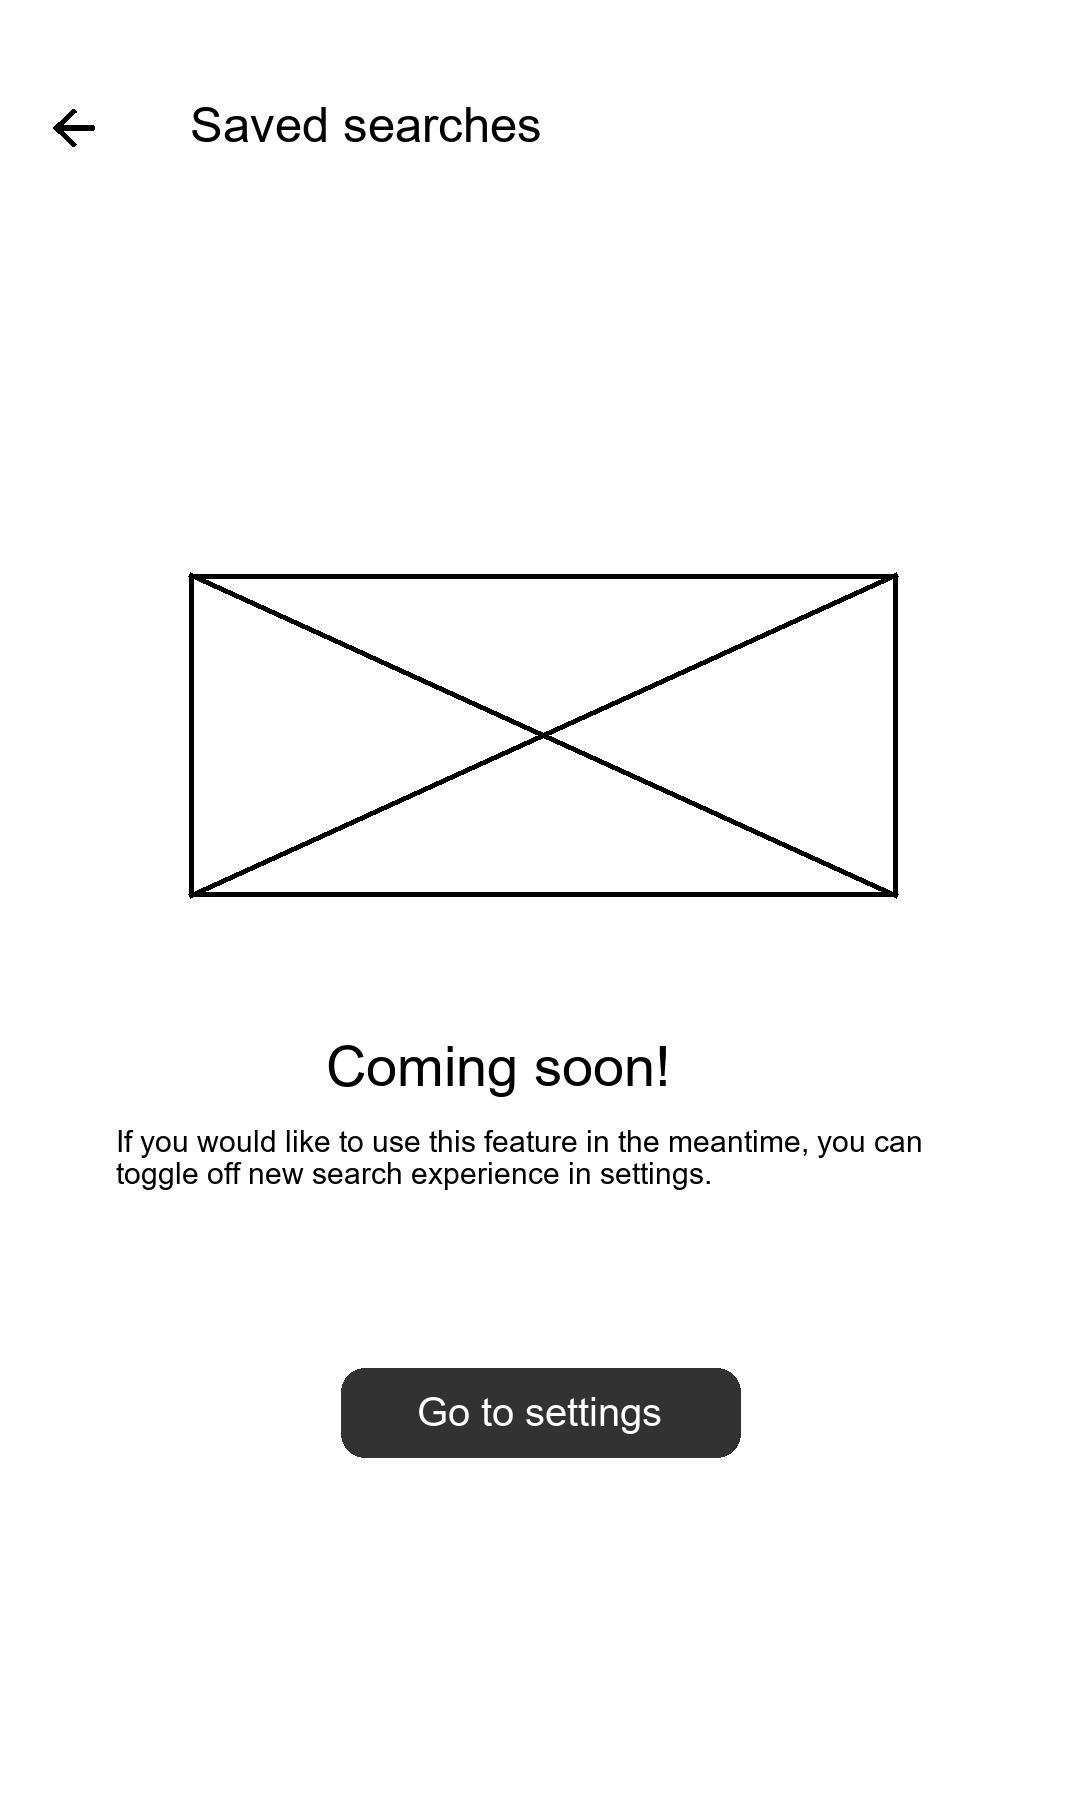 Saved searches
Coming soon!
If you would like to use this feature in the meantime, you can
toggle off new search experience in settings.
Go to settings